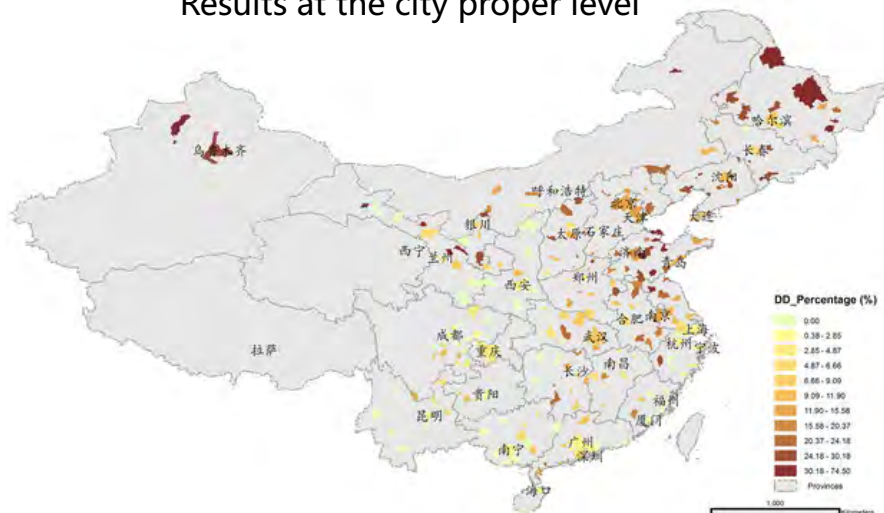 Results at the city proper level
哈尔滨
长春
乌鲁木齐
沈阳
呼和浩特
北京
天津
大连
银川
太原
石家庄
西宁
兰州
济南
青岛
西安
郑州
合肥
南京
上海
成都
武汉
杭州
宁波
重庆
拉萨
南昌
长沙
贵阳
福州
昆明
厦门
广州
南宁
深圳
海口
DD_Percentage (%)
0.00
0.38 - 2.85
2.85 - 4.87
4.87 - 6.66
6.66 - 9.09
9.09 - 11.90
11.90 - 15.58
15.58 - 20.37
20.37 - 24.18
24.18 - 30.18
30.18 - 74.50
Provinces
1,000
Kilometers